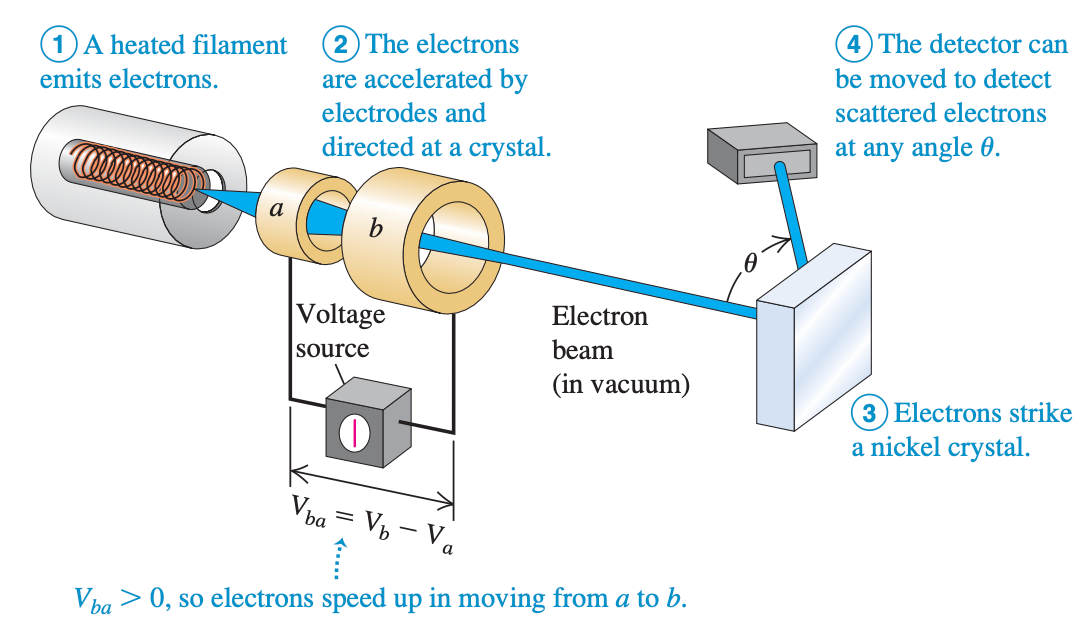 ① A heated filament
emits electrons.
② The electrons
are accelerated by
electrodes and
directed at a crystal.
④ The detector can
be moved to detect
scattered electrons
at any angle θ.
a
b
θ
Voltage
source
Electron
beam
(in vacuum)
③ Electrons strike
a nickel crystal.
V_ba = V_b − V_a
V_ba > 0, so electrons speed up in moving from a to b.